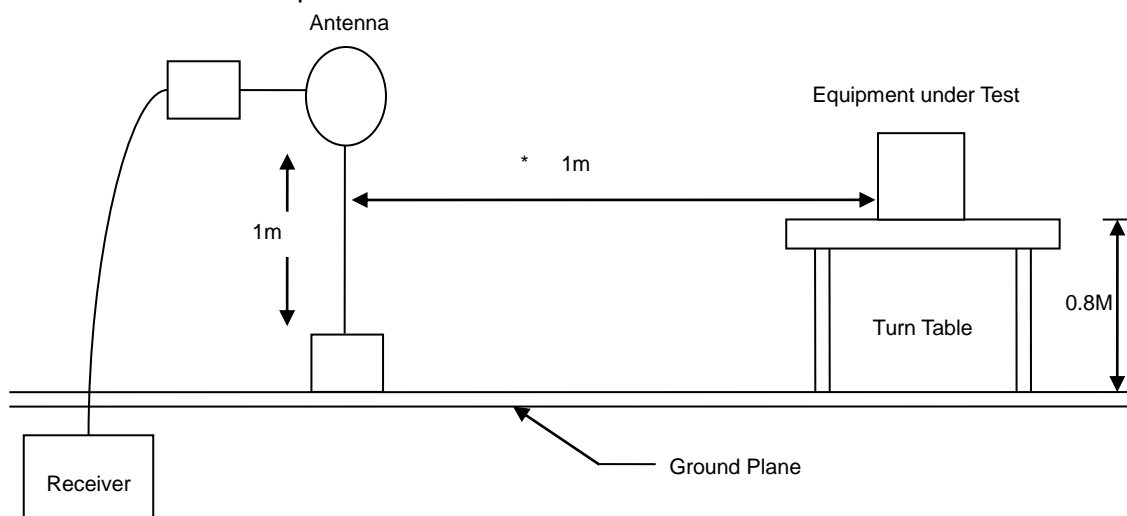 Antenna
Equipment under Test
* 1m
1m
0.8M
Turn Table
Ground Plane
Receiver